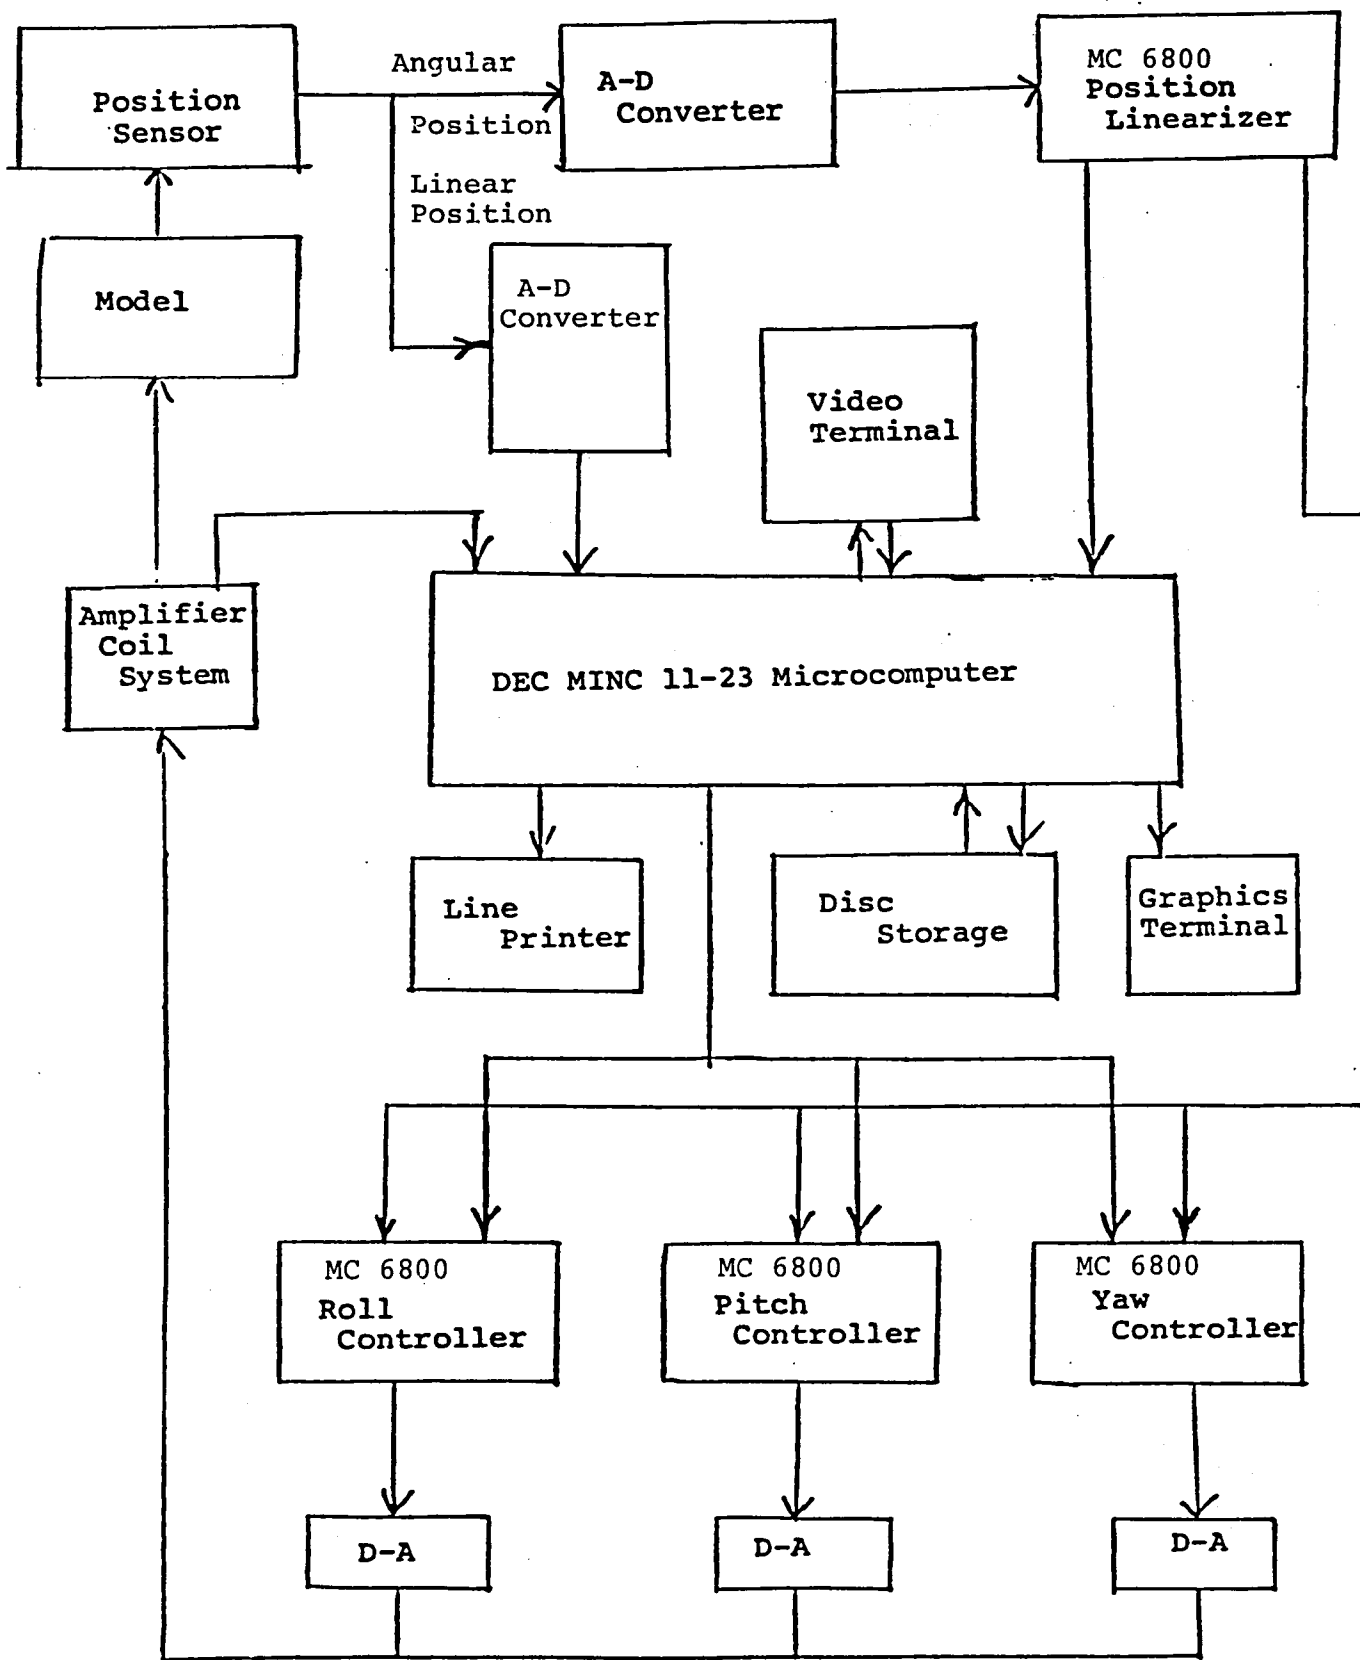 Position
Sensor
Angular
Position
Linear
Position
A-D
Converter
MC 6800
Position
Linearizer
Model
A-D
Converter
Video
Terminal
Amplifier
Coil
System
DEC MINC 11-23 Microcomputer
Line
Printer
Disc
Storage
Graphics
Terminal
MC 6800
Roll
Controller
MC 6800
Pitch
Controller
MC 6800
Yaw
Controller
D-A
D-A
D-A